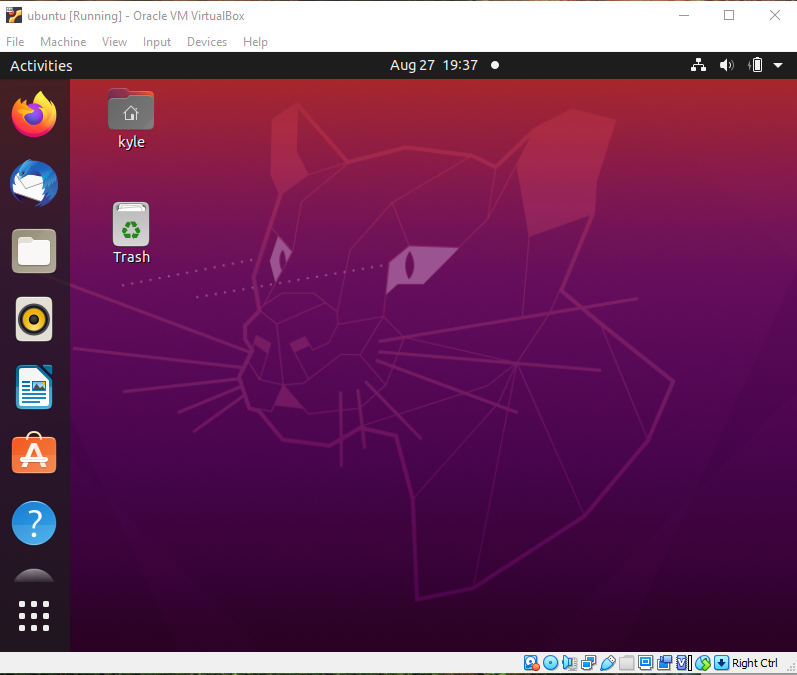 ubuntu [Running] - Oracle VM VirtualBox
File Machine View Input Devices Help
Activities
Aug 27 19:37
kyle
Trash
?
Right Ctrl